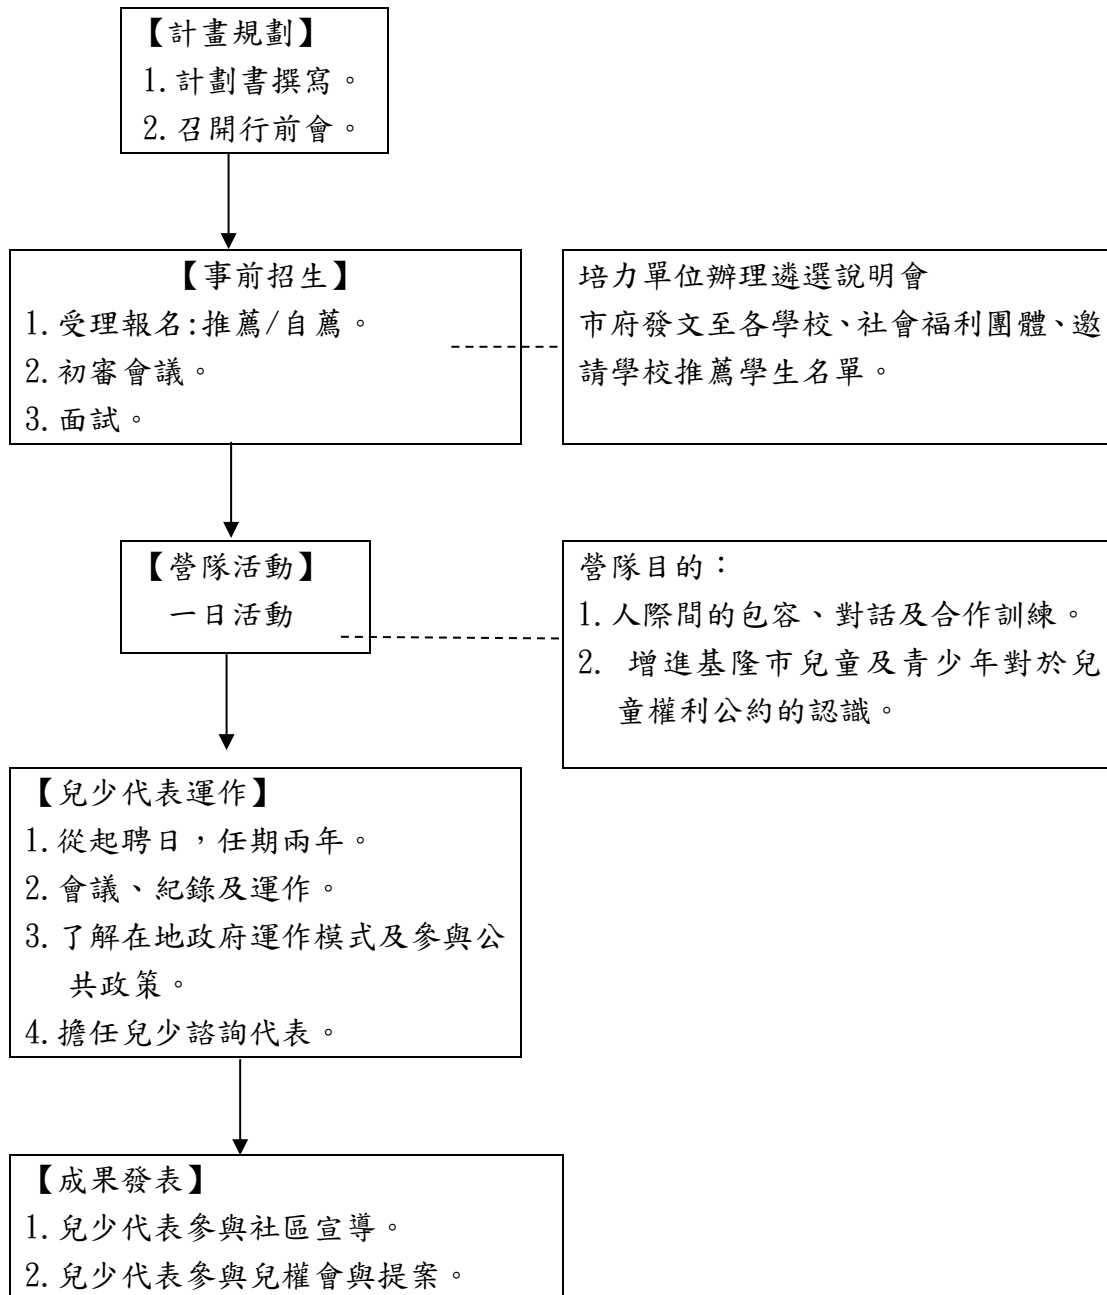 【計畫規劃】
1.計劃書撰寫。
2.召開行前會。
【事前招生】
1.受理報名:推薦/自薦。
2.初審會議。
3.面試。
培力單位辦理遴選說明會
市府發文至各學校、社會福利團體、邀
請學校推薦學生名單。
【營隊活動】
一日活動
營隊目的：
1.人際間的包容、對話及合作訓練。
2. 增進基隆市兒童及青少年對於兒
童權利公約的認識。
【兒少代表運作】
1.從起聘日，任期兩年。
2.會議、紀錄及運作。
3.了解在地政府運作模式及參與公
共政策。
4.擔任兒少諮詢代表。
【成果發表】
1.兒少代表參與社區宣導。
2.兒少代表參與兒權會與提案。